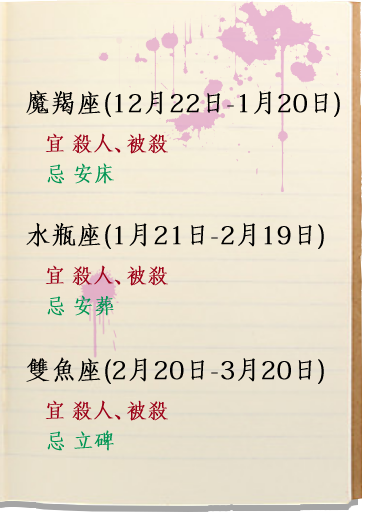 魔羯座(12月22日-1月20日)
宜 殺人、被殺
忌 安床
水瓶座(1月21日-2月19日)
宜 殺人、被殺
忌 安葬
雙魚座(2月20日-3月20日)
宜 殺人、被殺
忌 立碑